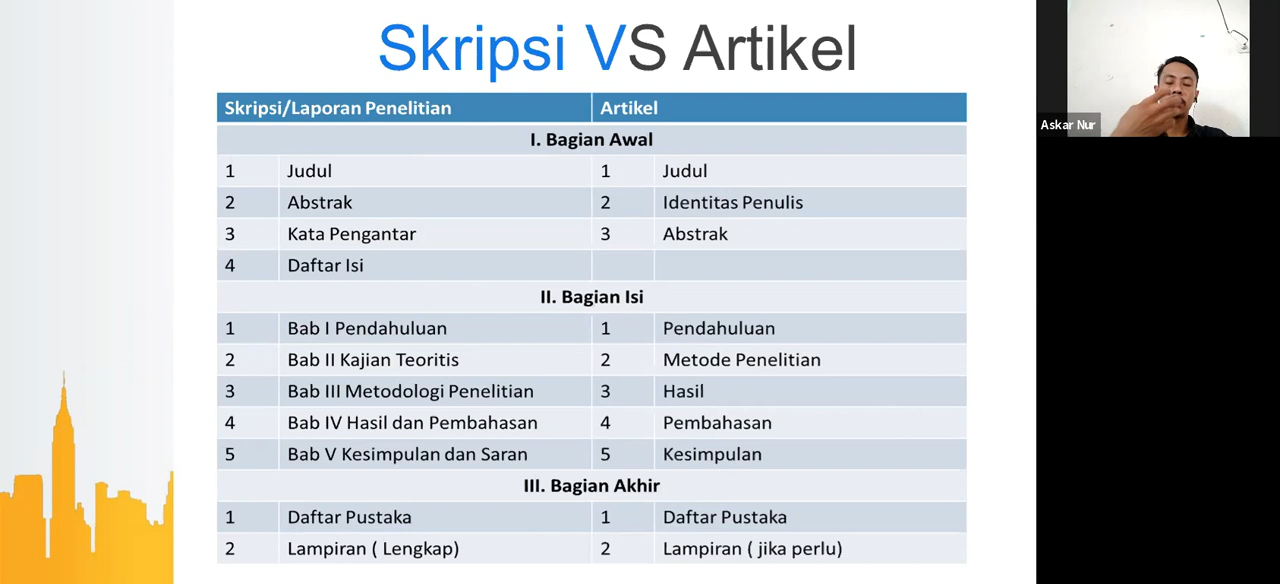 Skripsi VS Artikel
Skripsi/Laporan Penelitian Artikel
I. Bagian Awal
1 Judul 1 Judul
2 Abstrak 2 Identitas Penulis
3 Kata Pengantar 3 Abstrak
4 Daftar Isi
II. Bagian Isi
1 Bab I Pendahuluan 1 Pendahuluan
2 Bab II Kajian Teoritis 2 Metode Penelitian
3 Bab III Metodologi Penelitian 3 Hasil
4 Bab IV Hasil dan Pembahasan 4 Pembahasan
5 Bab V Kesimpulan dan Saran 5 Kesimpulan
III. Bagian Akhir
1 Daftar Pustaka 1 Daftar Pustaka
2 Lampiran ( Lengkap) 2 Lampiran ( jika perlu)
Askar Nur